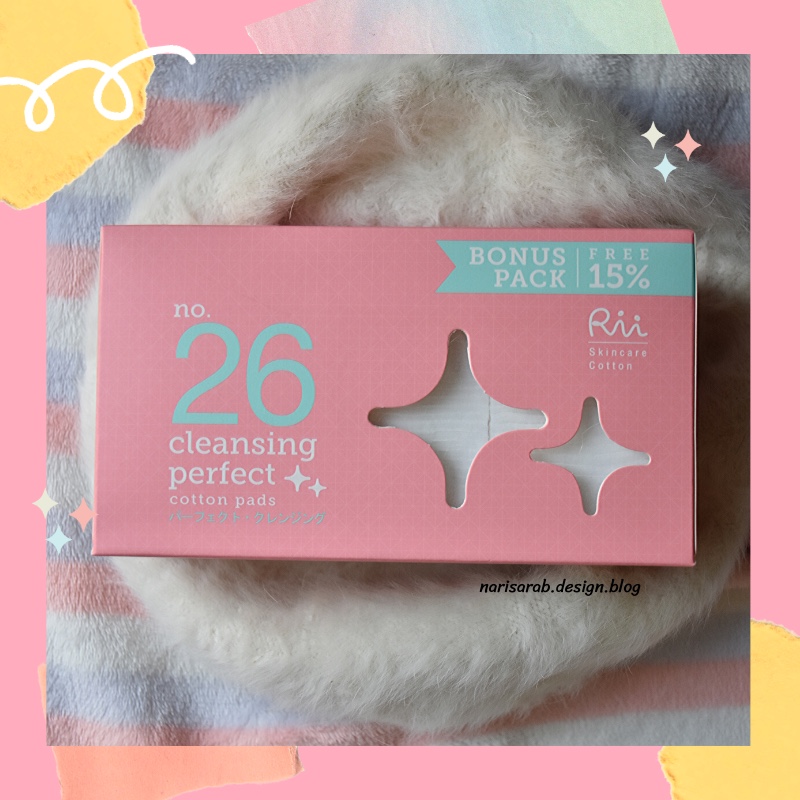 BONUS PACK
FREE 15%
Rii
Skincare
Cotton
no.
26
cleansing
perfect
cotton pads
パーフェクト・クレンジング
narisarab.design.blog